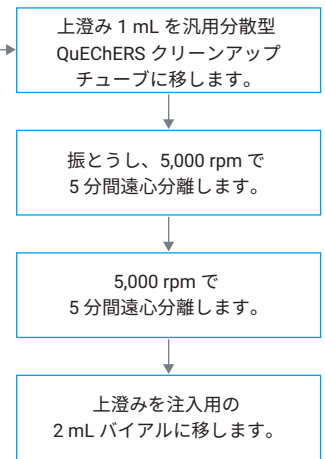 上澄み 1 mL を汎用分散型
QuEChERS クリーンアップ
チューブに移します。
振とうし、5,000 rpm で
5 分間遠心分離します。
5,000 rpm で
5 分間遠心分離します。
上澄みを注入用の
2 mL バイアルに移します。